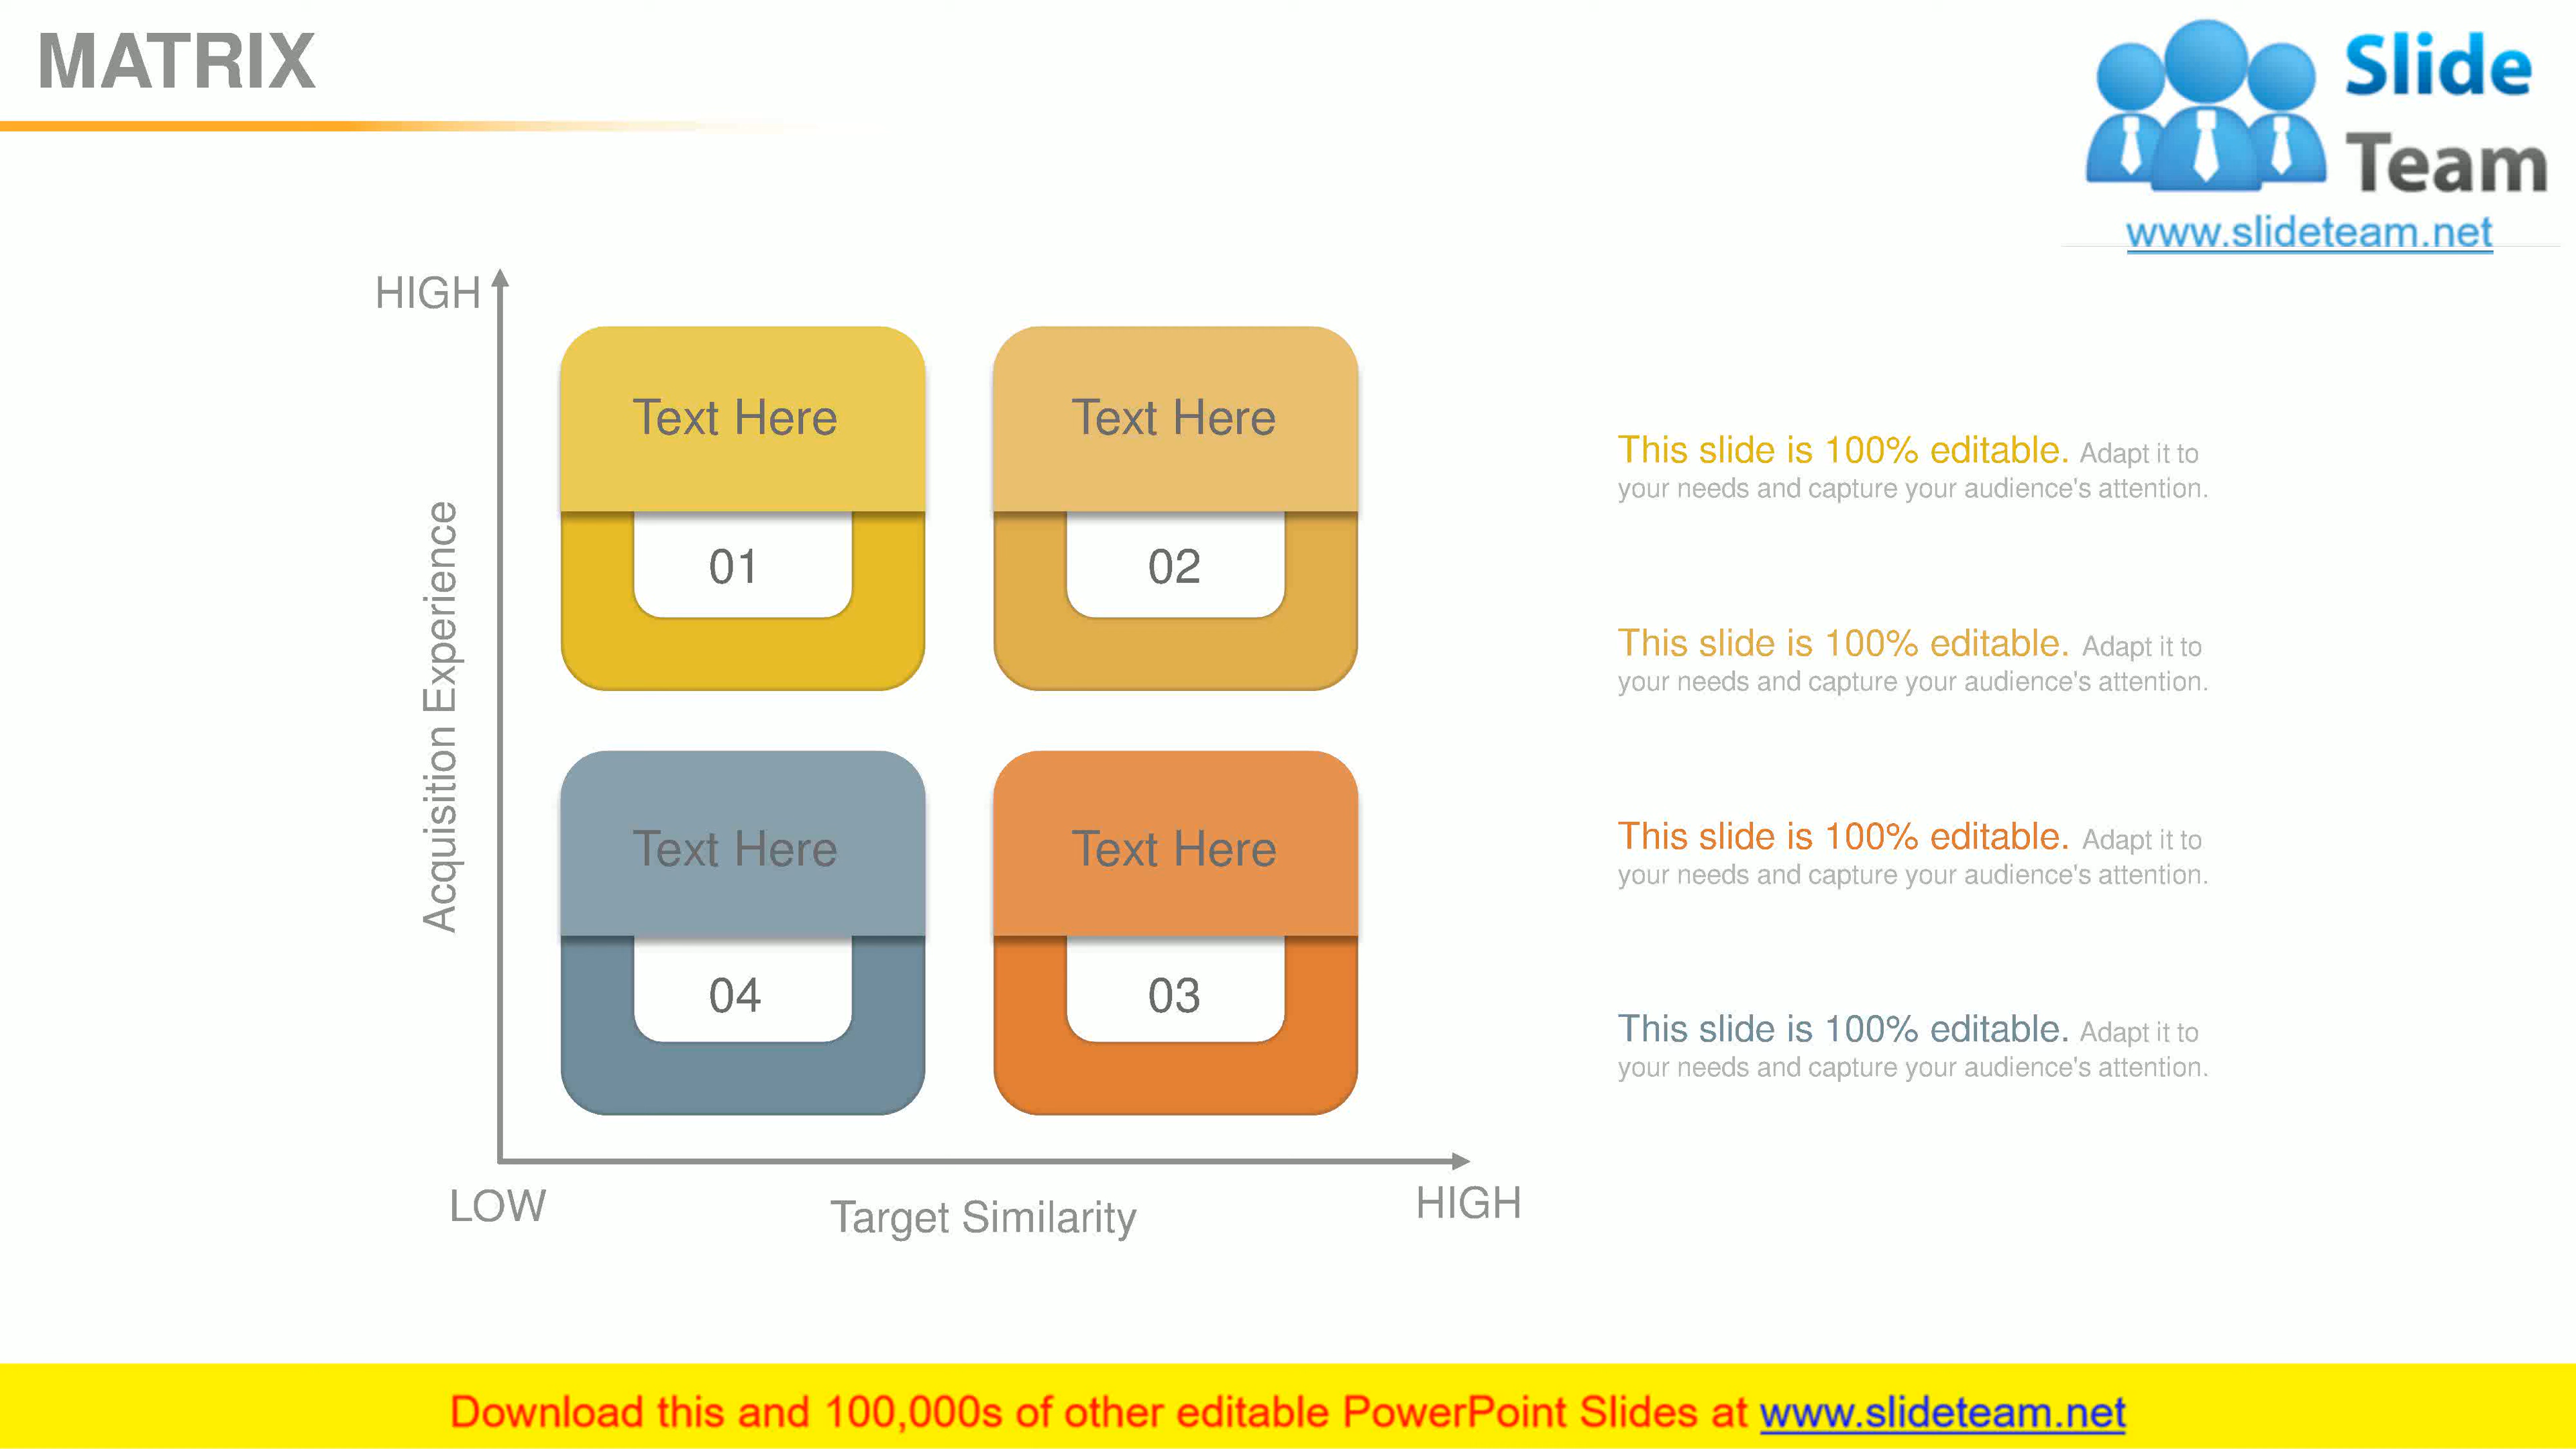 MATRIX
Slide
Team
www.slideteam.net
HIGH
Text Here
Text Here
01
02
Acquisition Experience
Text Here
Text Here
04
03
LOW
Target Similarity
HIGH
This slide is 100% editable. Adapt it to
your needs and capture your audience's attention.
This slide is 100% editable. Adapt it to
your needs and capture your audience's attention.
This slide is 100% editable. Adapt it to
your needs and capture your audience's attention.
This slide is 100% editable. Adapt it to
your needs and capture your audience's attention.
Download this and 100,000s of other editable PowerPoint Slides at www.slideteam.net